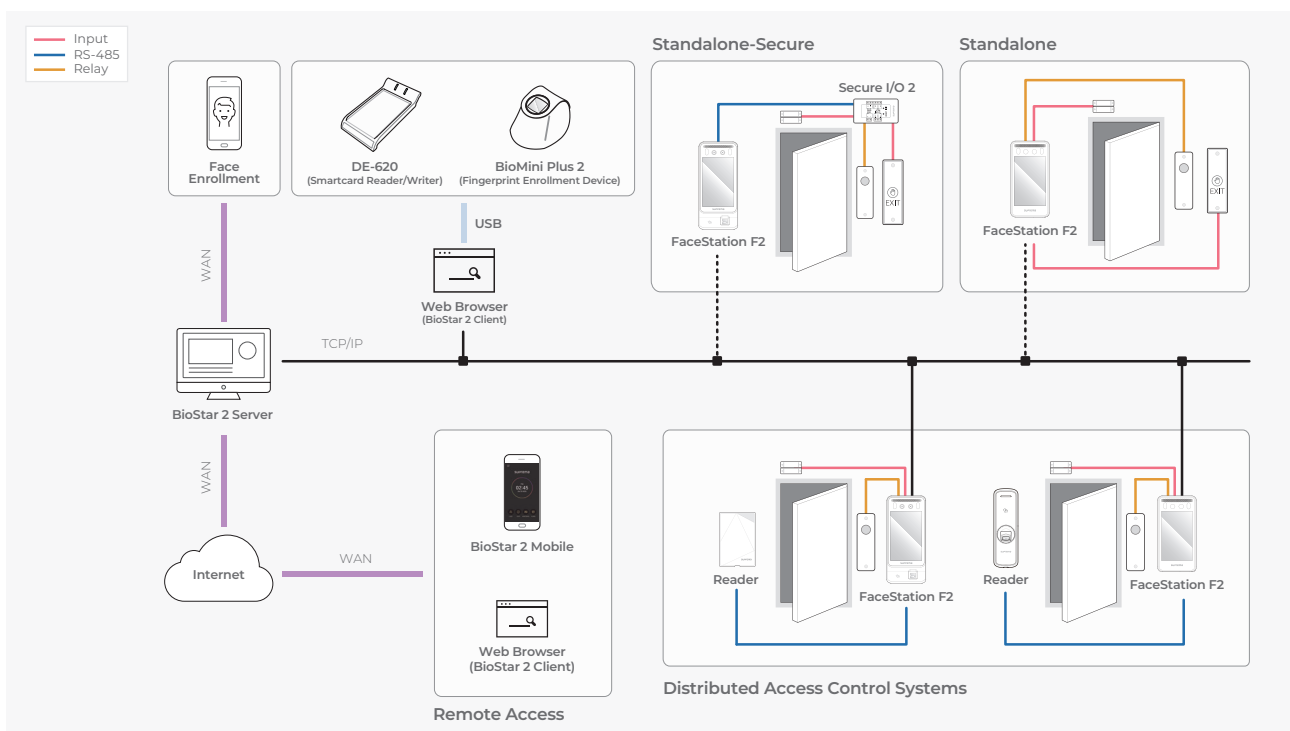 Input
RS-485
Relay
Face
Enrollment
DE-620
(Smartcard Reader/Writer)
BioMini Plus 2
(Fingerprint Enrollment Device)
Standalone-Secure
Secure I/O 2
EXIT
FaceStation F2
Standalone
EXIT
FaceStation F2
WAN
USB
Web Browser
(BioStar 2 Client)
TCP/IP
BioStar 2 Server
WAN
Internet
WAN
02:45
BioStar 2 Mobile
Web Browser
(BioStar 2 Client)
Remote Access
Reader
FaceStation F2
Reader
FaceStation F2
Distributed Access Control Systems